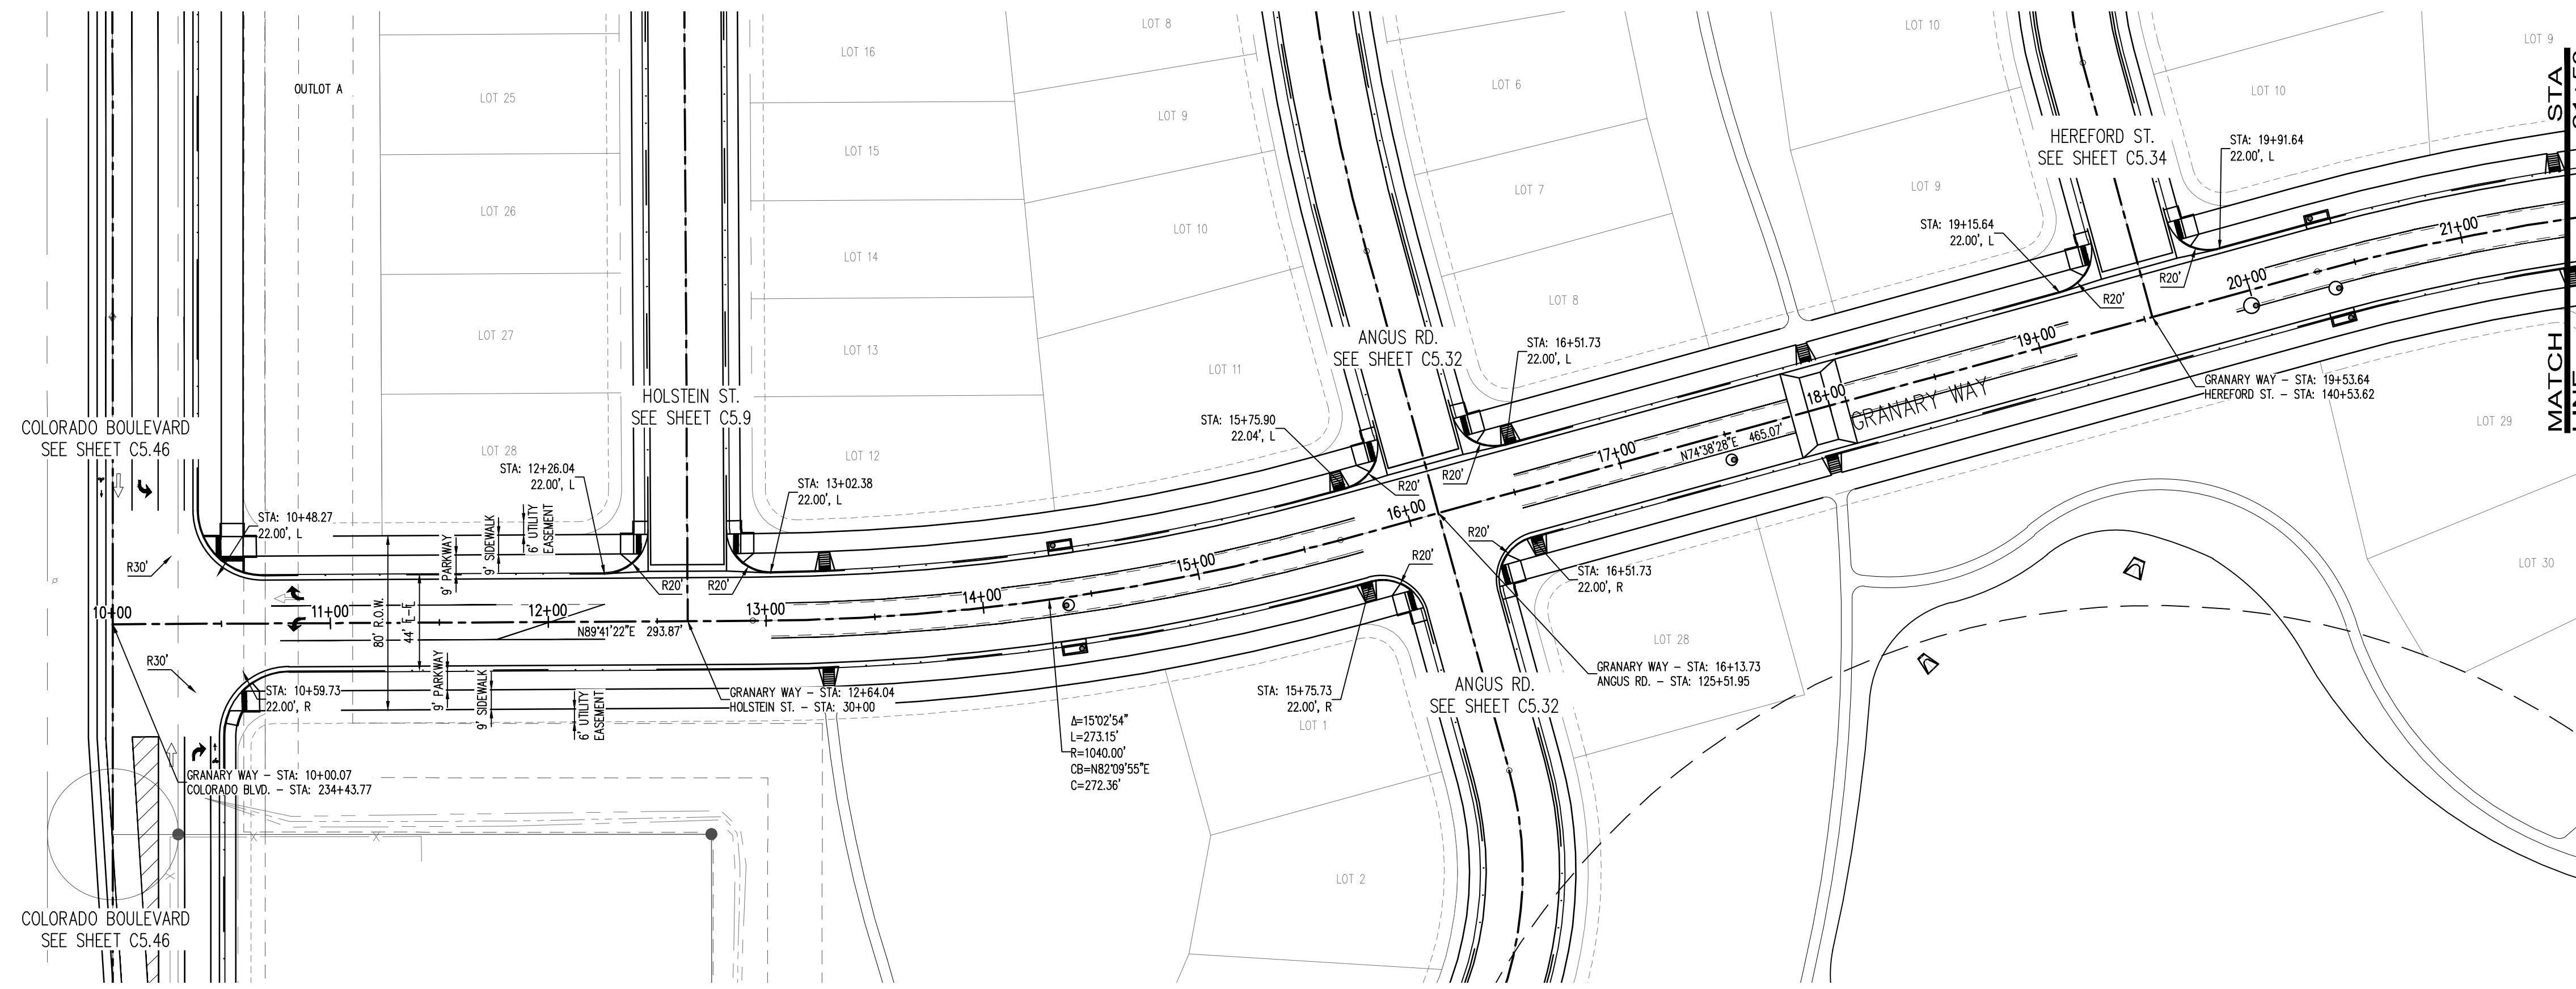 OUTLOT A
LOT 25
LOT 26
LOT 27
LOT 28
LOT 16
LOT 15
LOT 14
LOT 13
LOT 12
LOT 8
LOT 9
LOT 10
LOT 11
LOT 6
LOT 7
LOT 8
LOT 10
LOT 9
LOT 10
LOT 9
LOT 29
LOT 30
LOT 28
LOT 1
LOT 2
COLORADO BOULEVARD
SEE SHEET C5.46
HOLSTEIN ST.
SEE SHEET C5.9
ANGUS RD.
SEE SHEET C5.32
HEREFORD ST.
SEE SHEET C5.34
MATCH
STA
STA: 19+91.64
22.00', L
STA: 19+15.64
22.00', L
R20'
R20'
STA: 16+51.73
22.00', L
STA: 15+75.90
22.04', L
R20'
R20'
STA: 12+26.04
22.00', L
STA: 13+02.38
22.00', L
R20'
R20'
STA: 10+48.27
22.00', L
R30'
R30'
STA: 10+59.73
22.00', R
80' R.O.W.
44' E-E
9' PARKWAY
9' SIDEWALK
6' UTILITY
EASEMENT
9' PARKWAY
9' SIDEWALK
6' UTILITY
EASEMENT
10+00
11+00
12+00
13+00
14+00
15+00
16+00
17+00
18+00
19+00
20+00
21+00
N89°41'22"E 293.87'
N74°38'28"E 465.07'
GRANARY WAY
GRANARY WAY - STA: 19+53.64
HEREFORD ST. - STA: 140+53.62
R20'
R20'
STA: 16+51.73
22.00', R
STA: 15+75.73
22.00', R
GRANARY WAY - STA: 16+13.73
ANGUS RD. - STA: 125+51.95
ANGUS RD.
SEE SHEET C5.32
GRANARY WAY - STA: 12+64.04
HOLSTEIN ST. - STA: 30+00
Δ=15°02'54"
L=273.15'
R=1040.00'
CB=N82°09'55"E
C=272.36'
GRANARY WAY - STA: 10+00.07
COLORADO BLVD. - STA: 234+43.77
COLORADO BOULEVARD
SEE SHEET C5.46